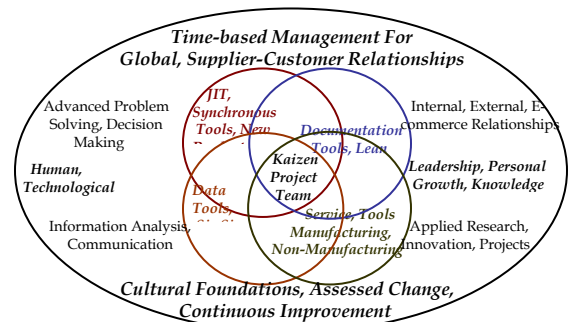 Time-based Management For
Global, Supplier-Customer Relationships
JIT,
Synchronous
Tools, New
Advanced Problem
Solving, Decision
Making
Documentation
Tools, Lean
Internal, External, E-
commerce Relationships
Kaizen
Project
Team
Human,
Technological
Leadership, Personal
Growth, Knowledge
Data
Tools,
Service, Tools
Manufacturing,
Non-Manufacturing
Information Analysis,
Communication
Applied Research,
Innovation, Projects
Cultural Foundations, Assessed Change,
Continuous Improvement